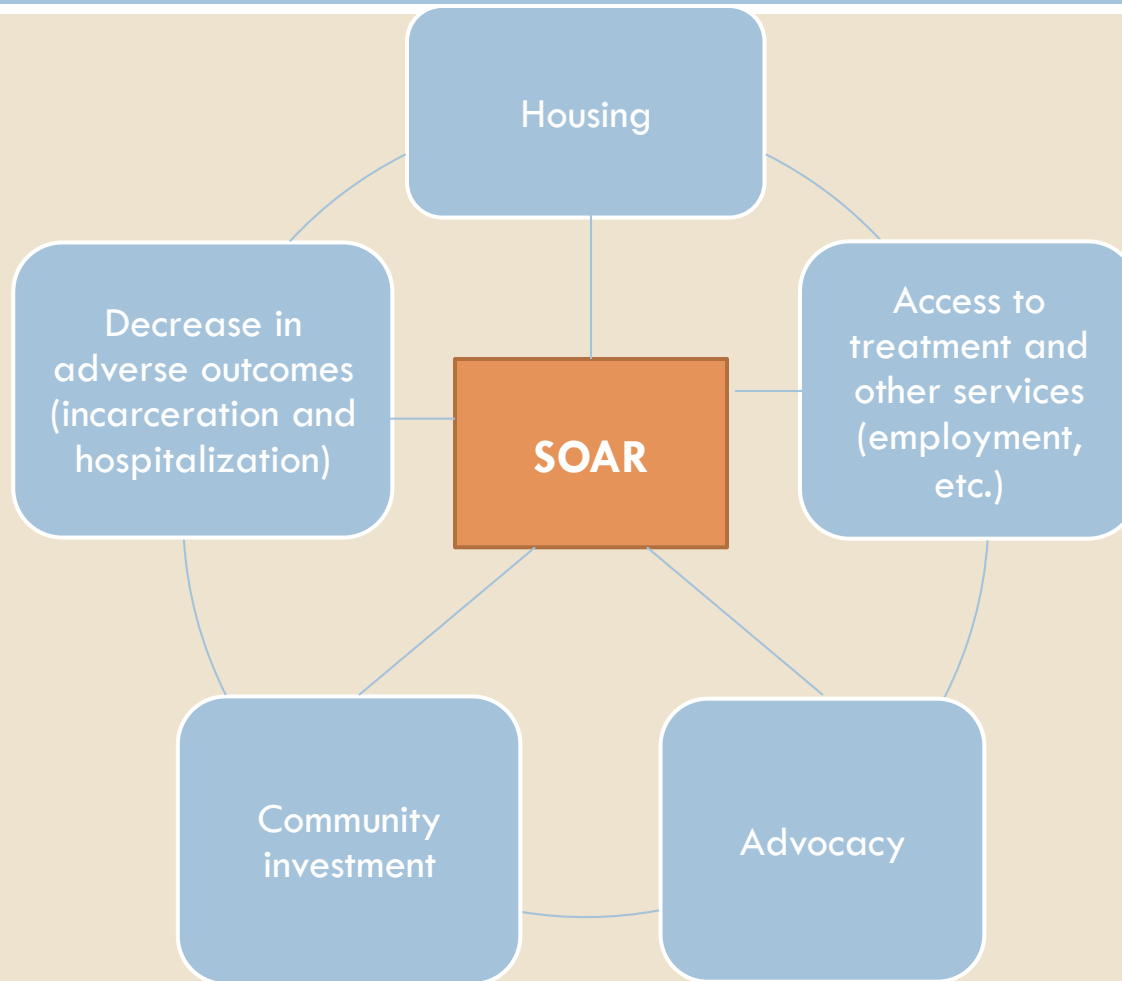 Housing
Decrease in
adverse outcomes
(incarceration and
hospitalization)
SOAR
Access to
treatment and
other services
(employment,
etc.)
Community
investment
Advocacy